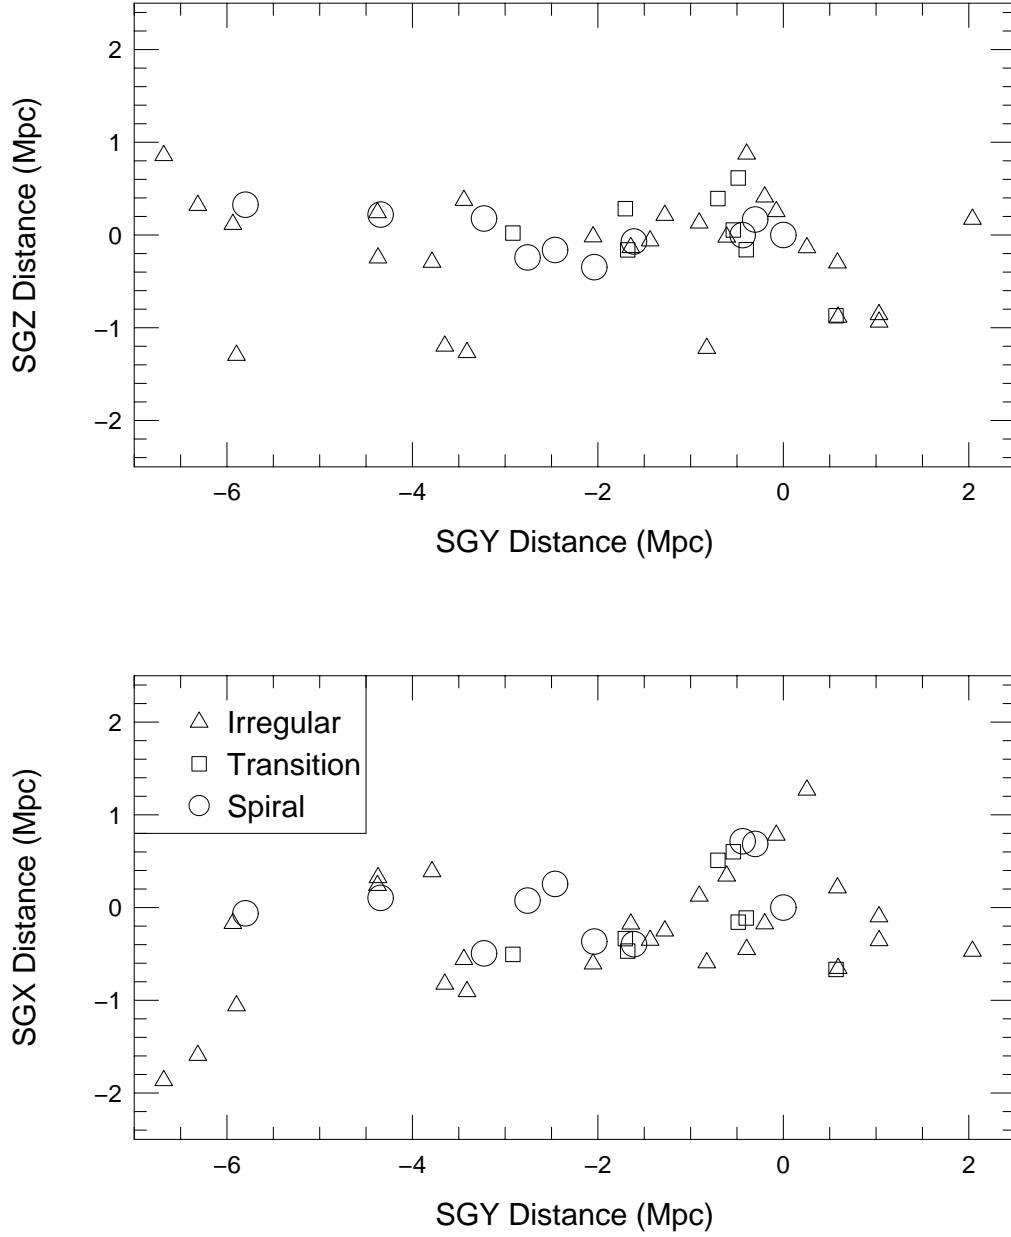 2
1
0
−1
−2
SGZ Distance (Mpc)
−6 −4 −2 0 2
SGY Distance (Mpc)
Irregular
Transition
Spiral
2
1
0
−1
−2
SGX Distance (Mpc)
−6 −4 −2 0 2
SGY Distance (Mpc)